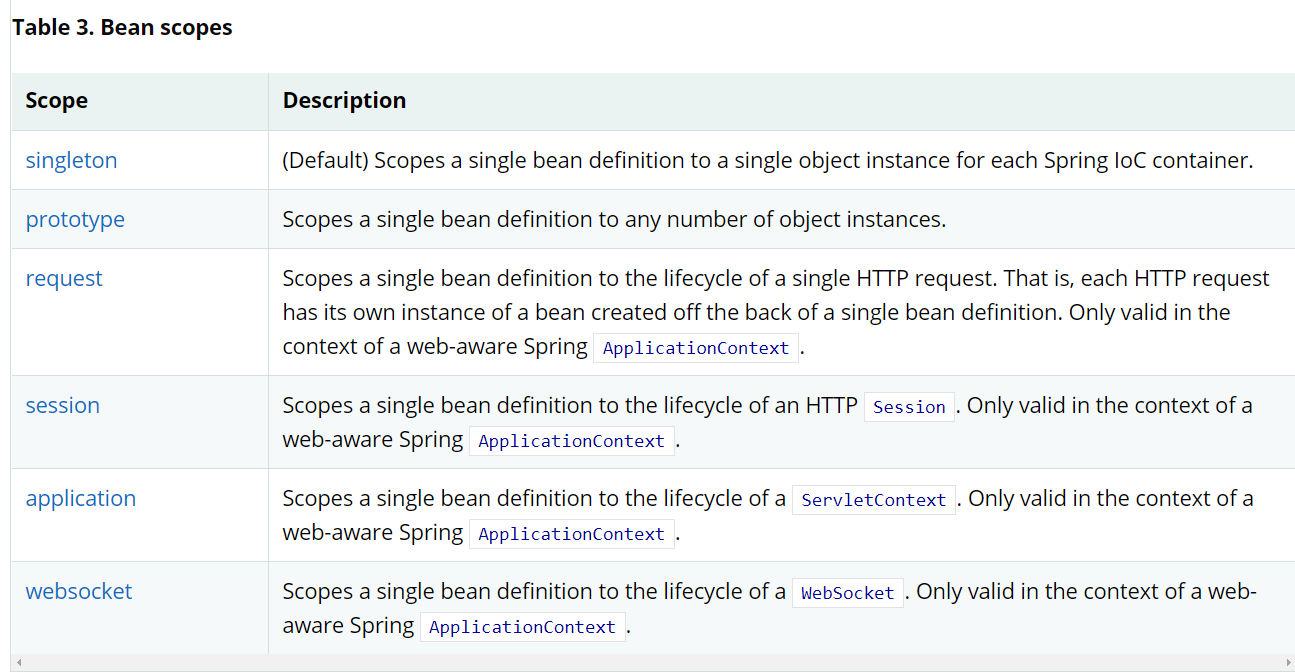 Table 3. Bean scopes
Scope Description
singleton (Default) Scopes a single bean definition to a single object instance for each Spring IoC container.
prototype Scopes a single bean definition to any number of object instances.
request Scopes a single bean definition to the lifecycle of a single HTTP request. That is, each HTTP request
has its own instance of a bean created off the back of a single bean definition. Only valid in the
context of a web-aware Spring ApplicationContext.
session Scopes a single bean definition to the lifecycle of an HTTP Session. Only valid in the context of a
web-aware Spring ApplicationContext.
application Scopes a single bean definition to the lifecycle of a ServletContext. Only valid in the context of a
web-aware Spring ApplicationContext.
websocket Scopes a single bean definition to the lifecycle of a WebSocket. Only valid in the context of a web-
aware Spring ApplicationContext.